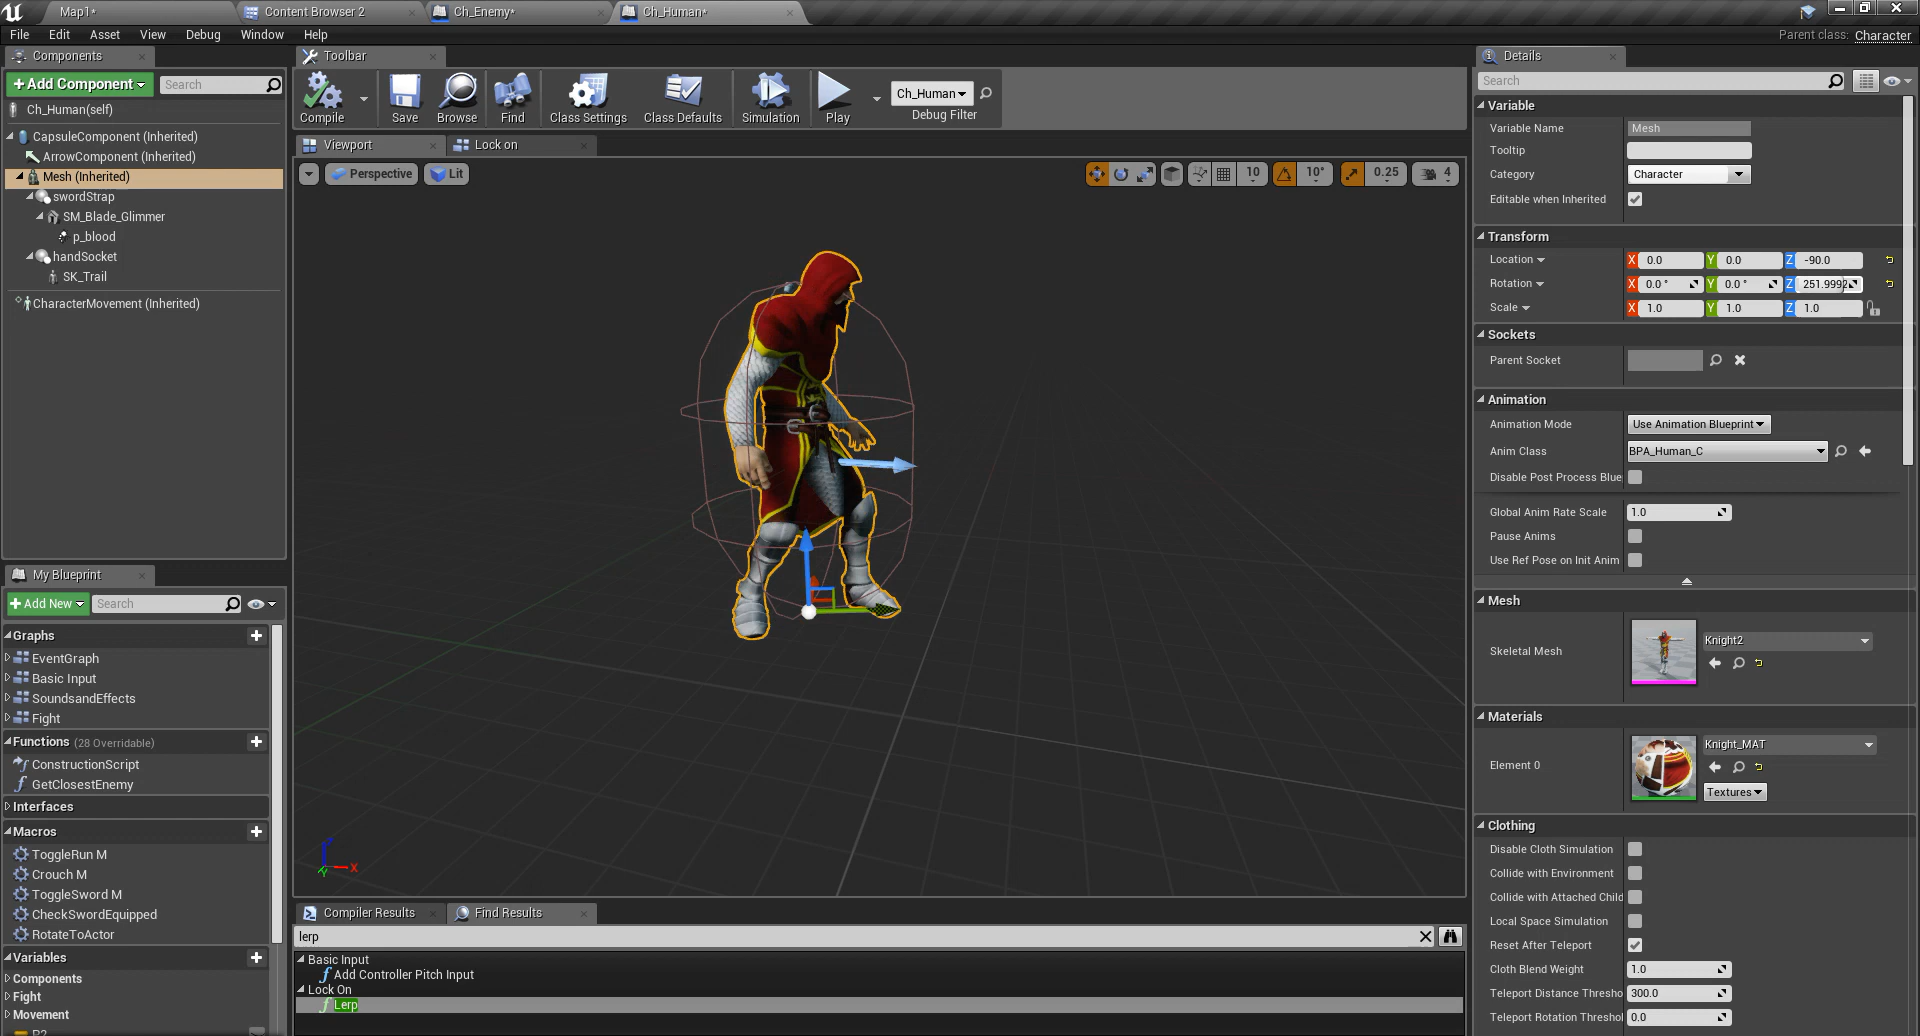 Map1*
Content Browser 2
Ch_Enemy*
Ch_Human*
File Edit Asset View Debug Window Help
Parent class: Character
Components
+Add Component
Search
Ch_Human(self)
CapsuleComponent (Inherited)
ArrowComponent (Inherited)
Mesh (Inherited)
swordStrap
SM_Blade_Glimmer
p_blood
handSocket
SK_Trail
CharacterMovement (Inherited)
My Blueprint
+Add New
Search
Graphs
EventGraph
Basic Input
SoundsandEffects
Fight
Functions (28 Overridable)
ConstructionScript
GetClosestEnemy
Interfaces
Macros
ToggleRun M
Crouch M
ToggleSword M
CheckSwordEquipped
RotateToActor
Variables
Components
Fight
Movement
Toolbar
Compile
Save
Browse
Find
Class Settings
Class Defaults
Simulation
Play
Ch_Human
Debug Filter
Viewport
Lock on
Perspective
Lit
10
10°
0.25
4
X
Y
Compiler Results
Find Results
lerp
Basic Input
Add Controller Pitch Input
Lock On
Lerp
Details
Search
Variable
Variable Name Mesh
Tooltip
Category Character
Editable when Inherited
Transform
Location X 0.0 Y 0.0 Z -90.0
Rotation X 0.0 ° Y 0.0 ° Z 251.9992
Scale X 1.0 Y 1.0 Z 1.0
Sockets
Parent Socket
Animation
Animation Mode Use Animation Blueprint
Anim Class BPA_Human_C
Disable Post Process Blue
Global Anim Rate Scale 1.0
Pause Anims
Use Ref Pose on Init Anim
Mesh
Skeletal Mesh Knight2
Materials
Element 0 Knight_MAT
Textures
Clothing
Disable Cloth Simulation
Collide with Environment
Collide with Attached Child
Local Space Simulation
Reset After Teleport
Cloth Blend Weight 1.0
Teleport Distance Thresho 300.0
Teleport Rotation Threshol 0.0